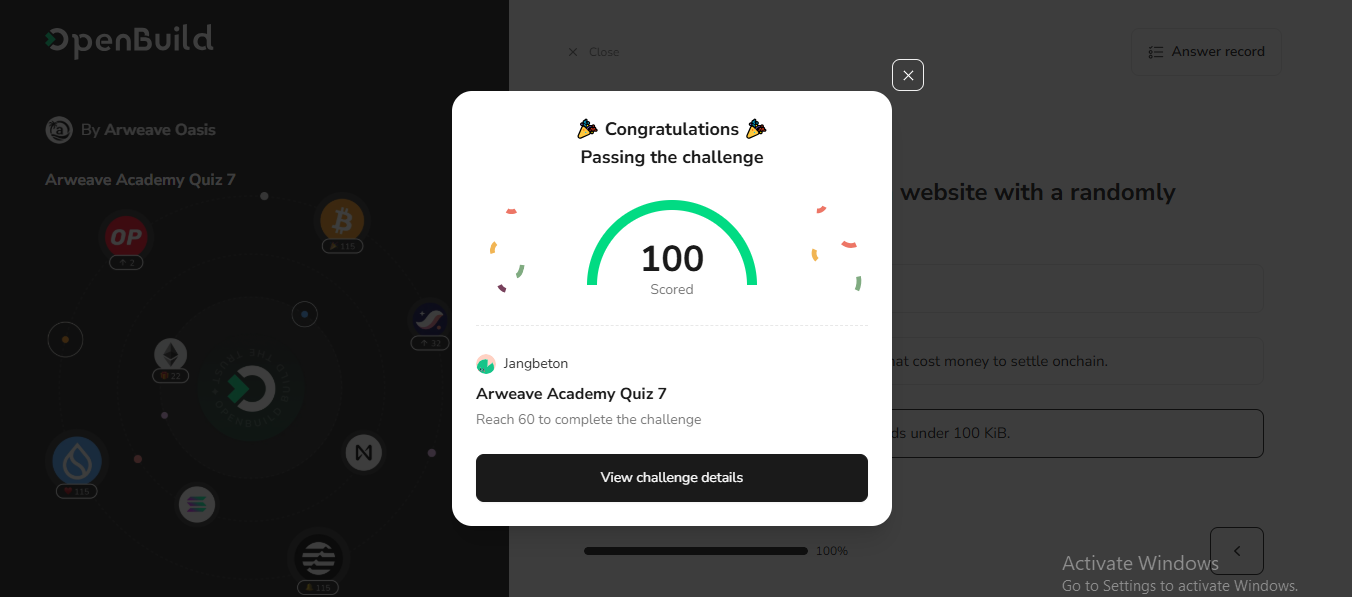 OpenBuild
By Arweave Oasis
Arweave Academy Quiz 7
OP
2
115
32
22
115
115
Close
Answer record
website with a randomly
at cost money to settle onchain.
ds under 100 KiB.
100%
Congratulations
Passing the challenge
100
Scored
Jangbeton
Arweave Academy Quiz 7
Reach 60 to complete the challenge
View challenge details
Activate Windows
Go to Settings to activate Windows.